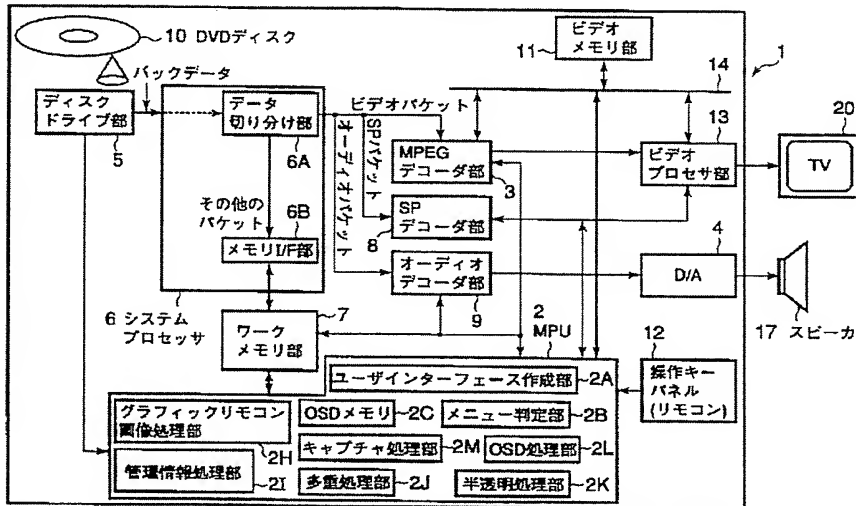 10 DVDディスク
パックデータ
ディスク
ドライブ部
5
データ
切り分け部
6A
その他の
パケット
6B
メモリI/F部
6 システム
プロセッサ
ビデオパケット
SPパケット
オーディオパケット
11
ビデオ
メモリ部
14
1
MPEG
デコーダ部
3
13
ビデオ
プロセサ部
20
TV
SP
デコーダ部
8
オーディオ
デコーダ部
9
4
D/A
17 スピーカ
7
ワーク
メモリ部
2
MPU
12
操作キー
パネル
(リモコン)
ユーザインターフェース作成部
2A
グラフィックリモコン
画像処理部
2H
OSDメモリ
2C
メニュー判定部
2B
キャプチャ処理部
2M
OSD処理部
2L
管理情報処理部
2I
多重処理部
2J
半透明処理部
2K